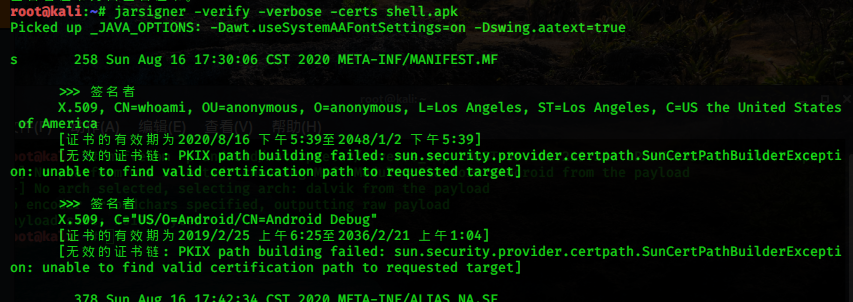 root@kali:~# jarsigner -verify -verbose -certs shell.apk
Picked up _JAVA_OPTIONS: -Dawt.useSystemAAFontSettings=on -Dswing.aatext=true
s 258 Sun Aug 16 17:30:06 CST 2020 META-INF/MANIFEST.MF
>>> 签名者
X.509, CN=whoami, OU=anonymous, O=anonymous, L=Los Angeles, ST=Los Angeles, C=US the United States
of America
[证书的有效期为2020/8/16 下午5:39至2048/1/2 下午5:39]
[无效的证书链: PKIX path building failed: sun.security.provider.certpath.SunCertPathBuilderExcepti
on: unable to find valid certification path to requested target]
>>> 签名者
X.509, C="US/O=Android/CN=Android Debug"
[证书的有效期为2019/2/25 上午6:25至2036/2/21 上午1:04]
[无效的证书链: PKIX path building failed: sun.security.provider.certpath.SunCertPathBuilderExcepti
on: unable to find valid certification path to requested target]
378 Sun Aug 16 17:42:34 CST 2020 META-INF/ALIAS_NA.SF